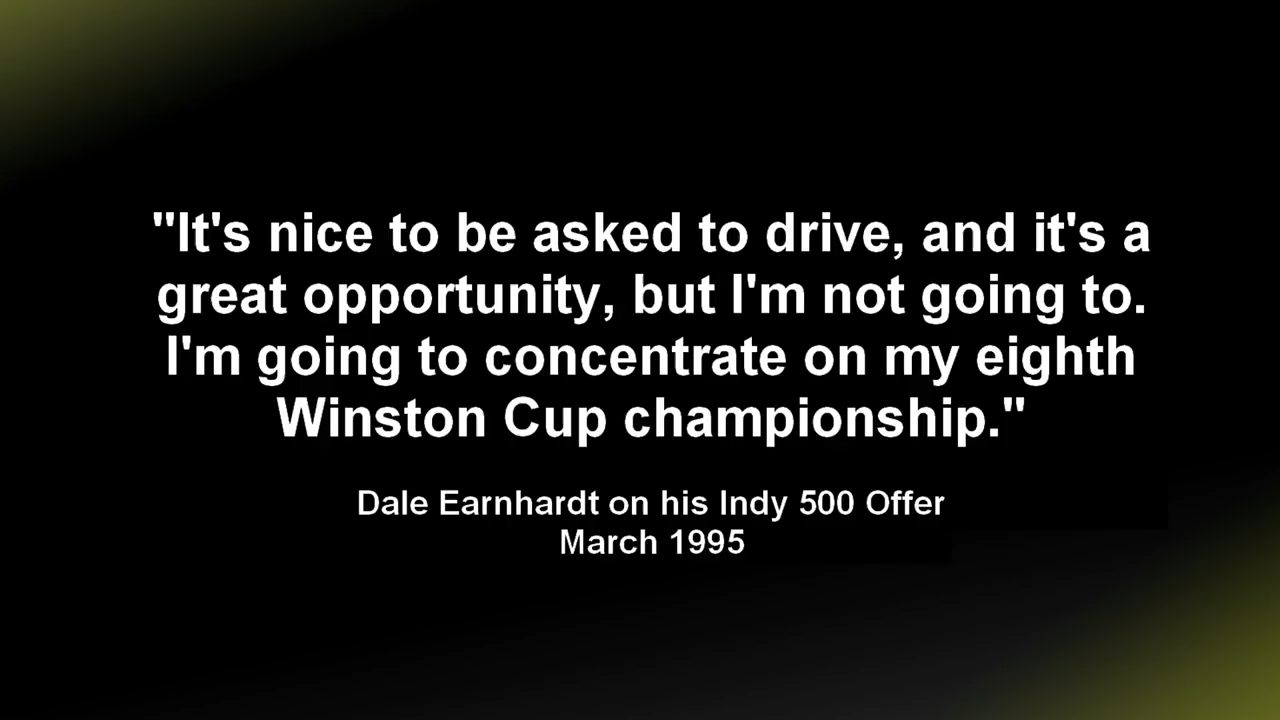 "It's nice to be asked to drive, and it's a
great opportunity, but I'm not going to.
I'm going to concentrate on my eighth
Winston Cup championship."
Dale Earnhardt on his Indy 500 Offer
March 1995